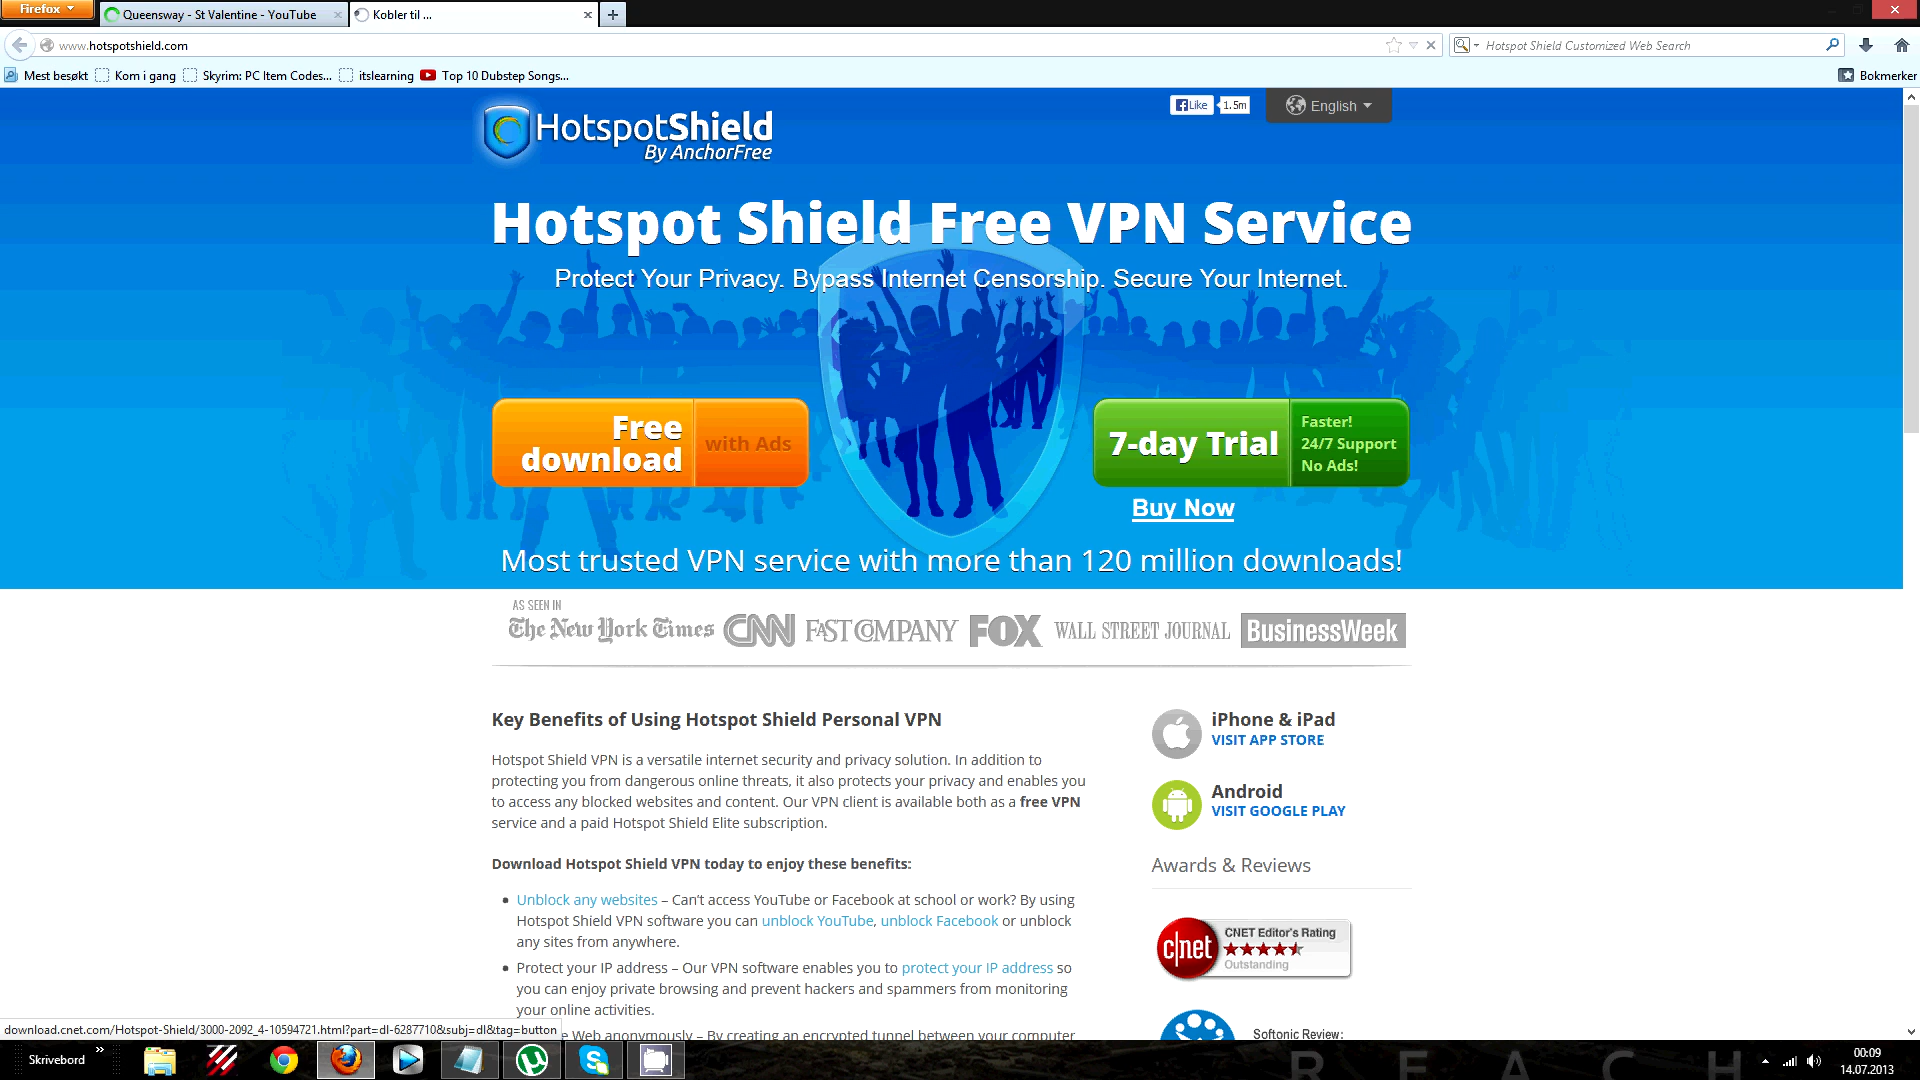 Firefox
Queensway - St Valentine - YouTube
Kobler til ...
www.hotspotshield.com
Hotspot Shield Customized Web Search
Mest besøkt
Kom i gang
Skyrim: PC Item Codes...
itslearning
Top 10 Dubstep Songs...
Bokmerker
HotspotShield
By AnchorFree
Like
1.5m
English
Hotspot Shield Free VPN Service
Protect Your Privacy. Bypass Internet Censorship. Secure Your Internet.
Free download
with Ads
7-day Trial
Faster!
24/7 Support
No Ads!
Buy Now
Most trusted VPN service with more than 120 million downloads!
AS SEEN IN
The New York Times
CNN
FAST COMPANY
FOX
WALL STREET JOURNAL
BusinessWeek
Key Benefits of Using Hotspot Shield Personal VPN
Hotspot Shield VPN is a versatile internet security and privacy solution. In addition to
protecting you from dangerous online threats, it also protects your privacy and enables you
to access any blocked websites and content. Our VPN client is available both as a free VPN
service and a paid Hotspot Shield Elite subscription.
Download Hotspot Shield VPN today to enjoy these benefits:
Unblock any websites – Can't access YouTube or Facebook at school or work? By using
Hotspot Shield VPN software you can unblock YouTube, unblock Facebook or unblock
any sites from anywhere.
Protect your IP address – Our VPN software enables you to protect your IP address so
you can enjoy private browsing and prevent hackers and spammers from monitoring
your online activities.
e Web anonymously – By creating an encrypted tunnel between your computer
iPhone & iPad
VISIT APP STORE
Android
VISIT GOOGLE PLAY
Awards & Reviews
c|net
CNET Editor's Rating
Outstanding
Softonic Review:
download.cnet.com/Hotspot-Shield/3000-2092_4-10594721.html?part=dl-6287710&subj=dl&tag=button
Skrivebord
REACH
00:09
14.07.2013